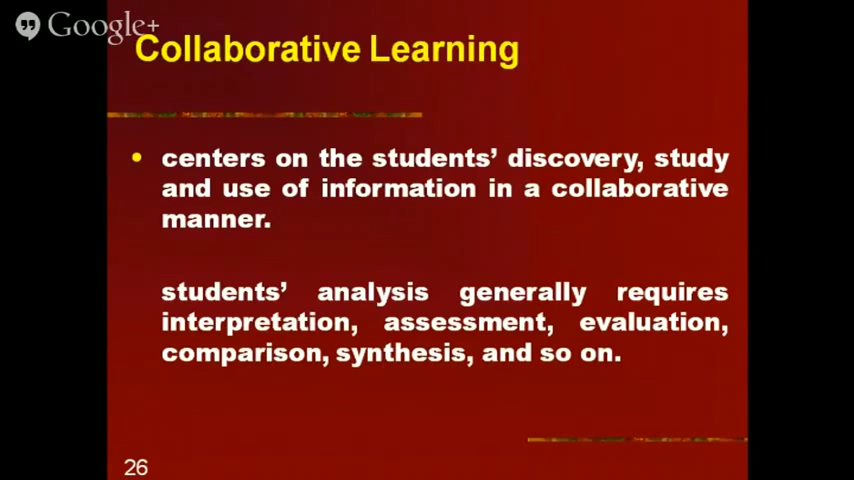 Google+
Collaborative Learning
• centers on the students’ discovery, study
and use of information in a collaborative
manner.
students’ analysis generally requires
interpretation, assessment, evaluation,
comparison, synthesis, and so on.
26